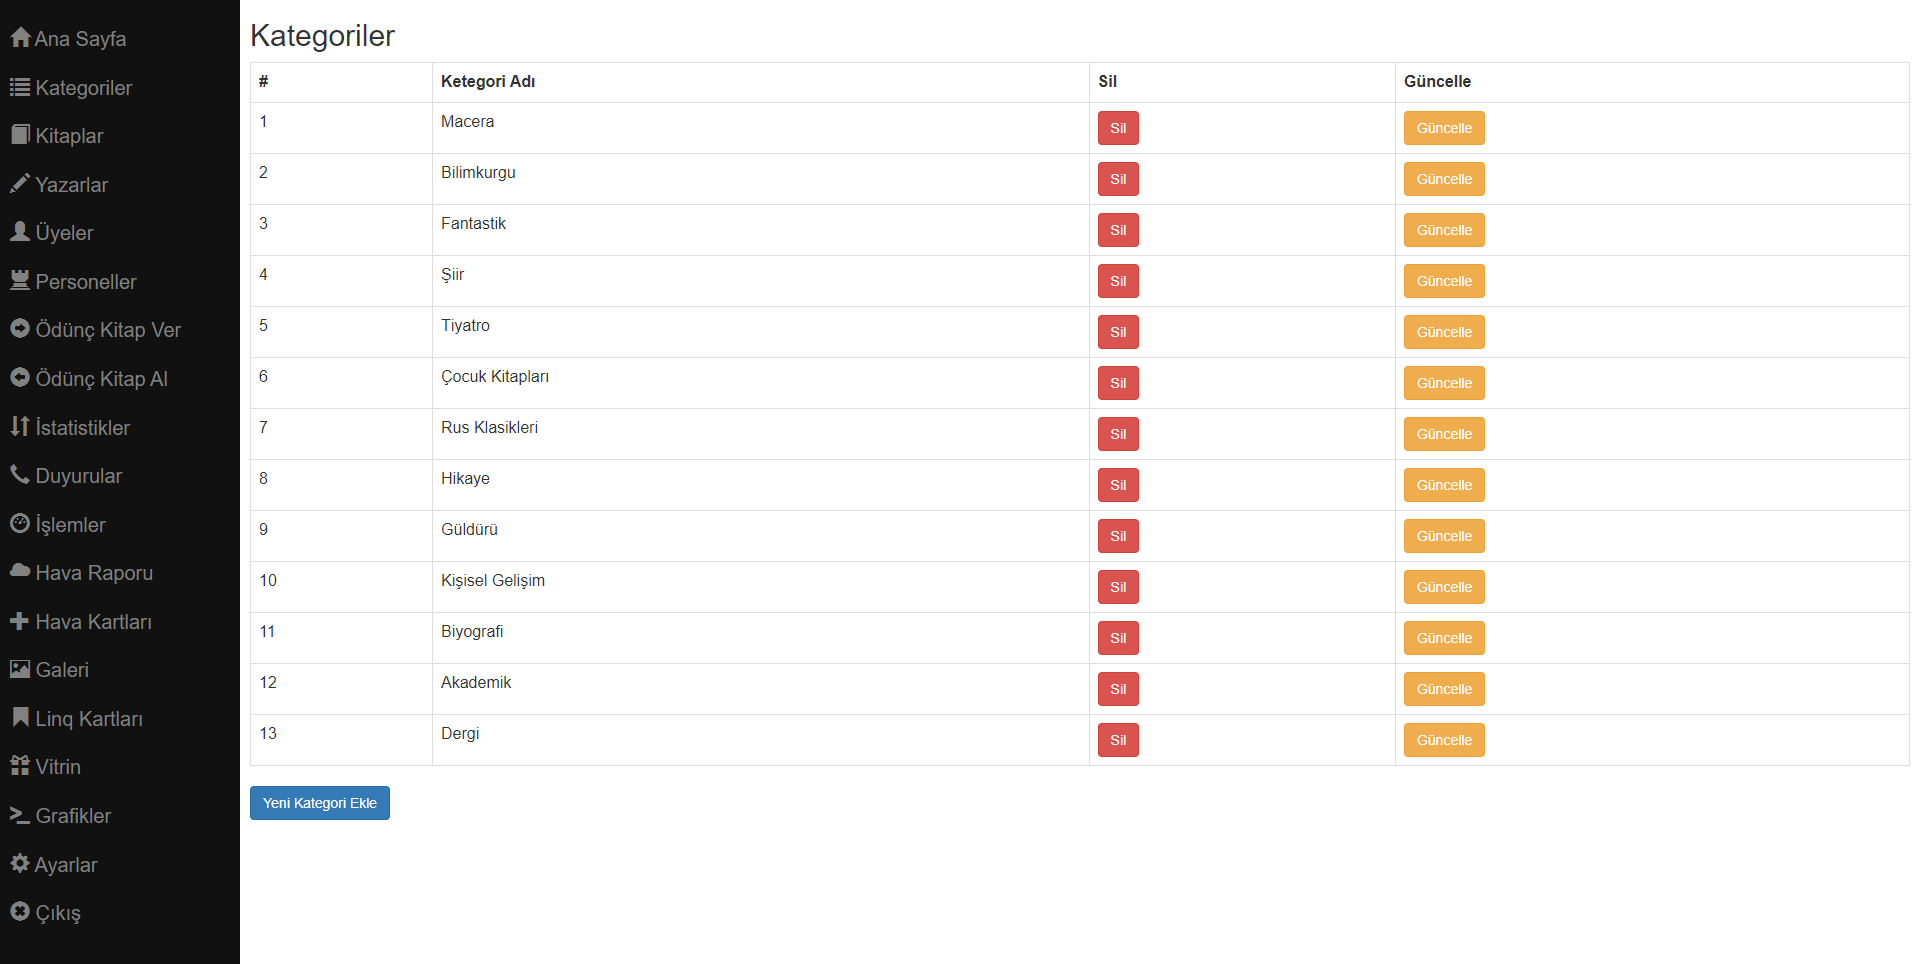 Ana Sayfa
Kategoriler
Kitaplar
Yazarlar
Üyeler
Personeller
Ödünç Kitap Ver
Ödünç Kitap Al
İstatistikler
Duyurular
İşlemler
Hava Raporu
Hava Kartları
Galeri
Linq Kartları
Vitrin
Grafikler
Ayarlar
Çıkış
Kategoriler
# Ketegori Adı Sil Güncelle
1 Macera Sil Güncelle
2 Bilimkurgu Sil Güncelle
3 Fantastik Sil Güncelle
4 Şiir Sil Güncelle
5 Tiyatro Sil Güncelle
6 Çocuk Kitapları Sil Güncelle
7 Rus Klasikleri Sil Güncelle
8 Hikaye Sil Güncelle
9 Güldürü Sil Güncelle
10 Kişisel Gelişim Sil Güncelle
11 Biyografi Sil Güncelle
12 Akademik Sil Güncelle
13 Dergi Sil Güncelle
Yeni Kategori Ekle